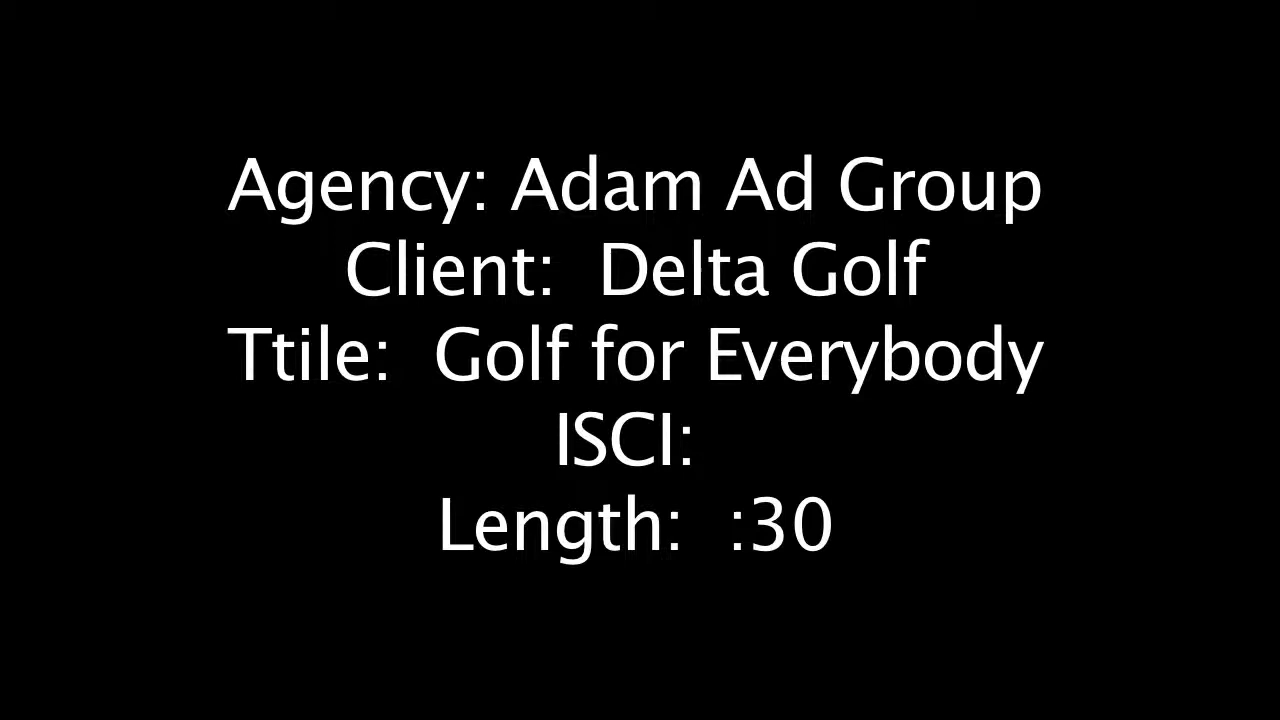 Agency: Adam Ad Group
Client:  Delta Golf
Ttile:  Golf for Everybody
ISCI:
Length:  :30